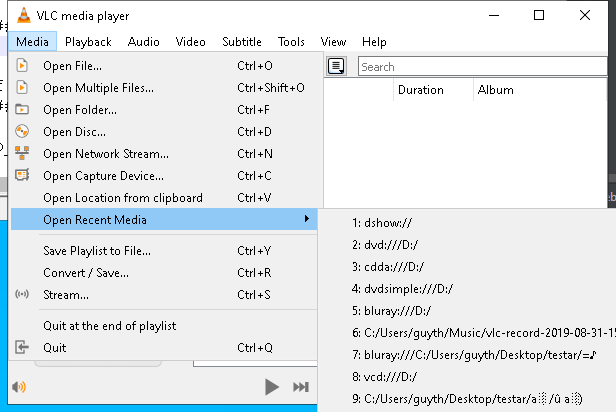 VLC media player
Media Playback Audio Video Subtitle Tools View Help
Open File... Ctrl+O
Open Multiple Files... Ctrl+Shift+O
Open Folder... Ctrl+F
Open Disc... Ctrl+D
Open Network Stream... Ctrl+N
Open Capture Device... Ctrl+C
Open Location from clipboard Ctrl+V
Open Recent Media
Save Playlist to File... Ctrl+Y
Convert / Save... Ctrl+R
Stream... Ctrl+S
Quit at the end of playlist
Quit Ctrl+Q
Search
Duration Album
1: dshow://
2: dvd:///D:/
3: cdda:///D:/
4: dvdsimple:///D:/
5: bluray:///D:/
6: C:/Users/guyth/Music/vlc-record-2019-08-31-15
7: bluray:///C:/Users/guyth/Desktop/testar/=♪
8: vcd:///D:/
9: C:/Users/guyth/Desktop/testar/a░/û a░)